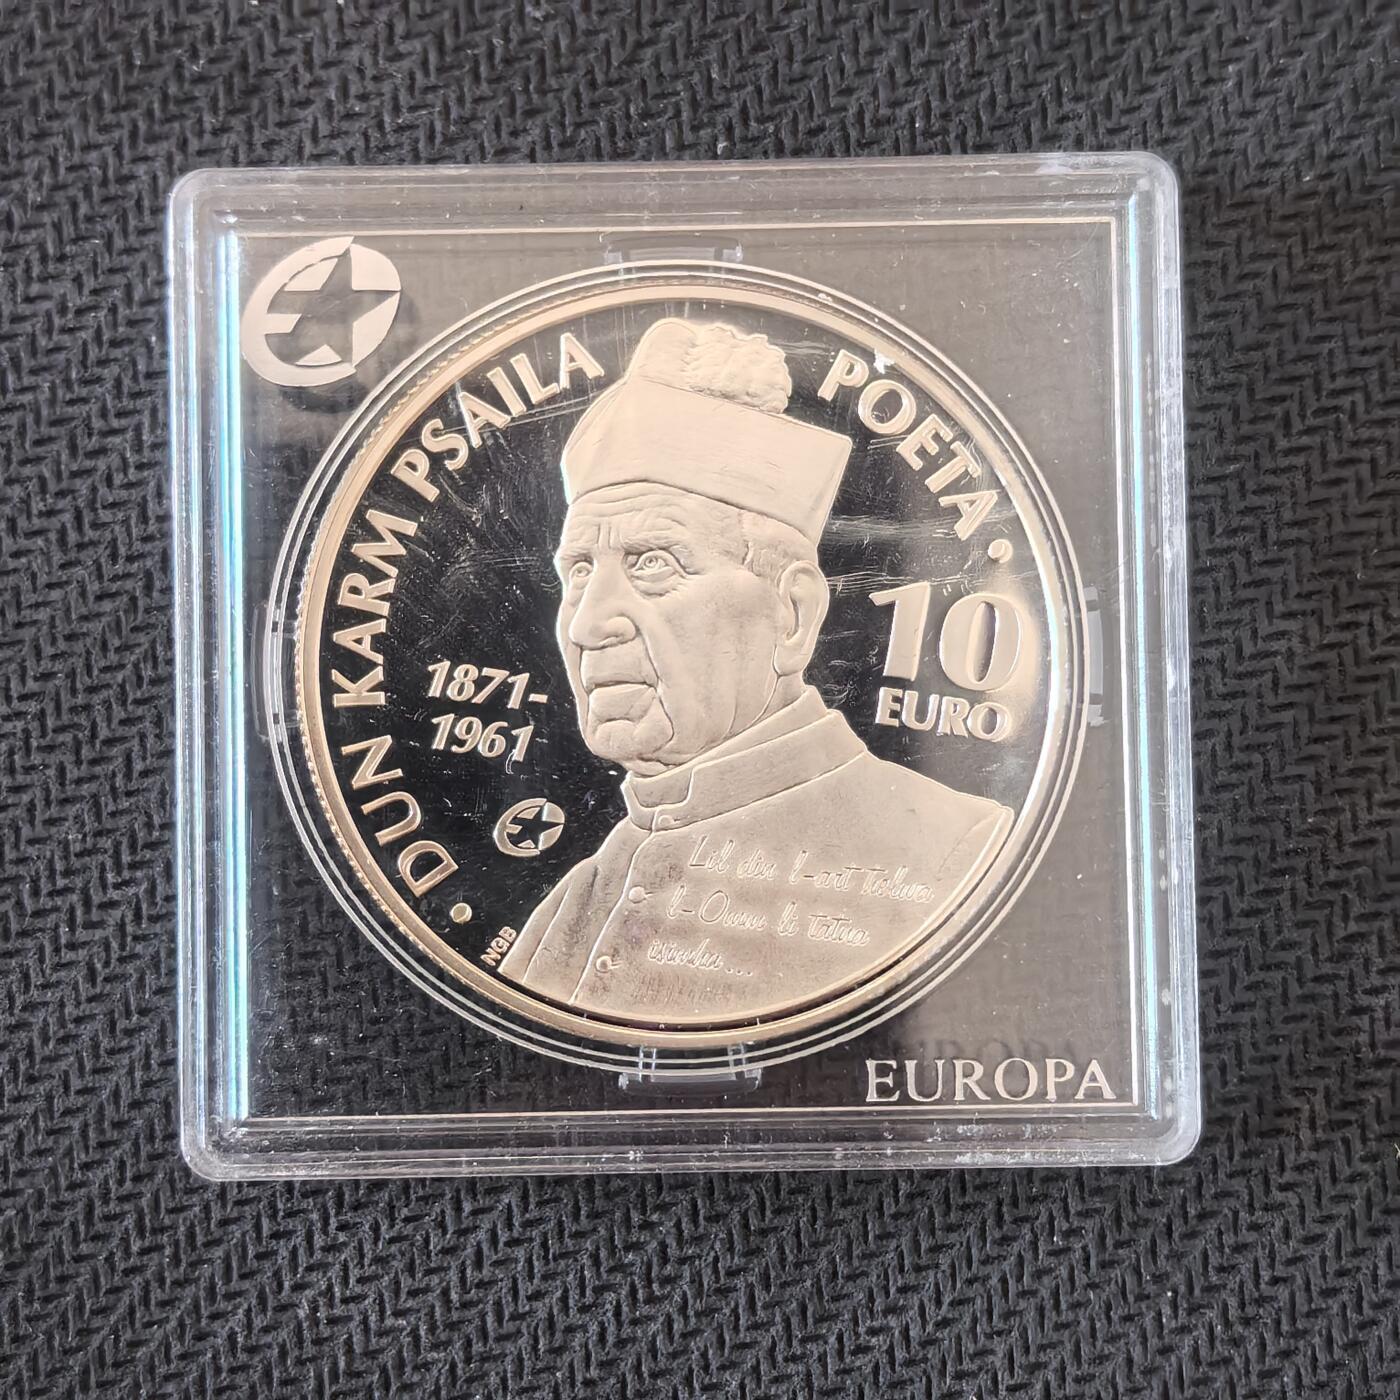 DUN KARM PSAILA POETA
1871-
1961
10
EURO
Lil din l-art ħelwa
l-Omm li tatna
isimha...
NGB
EUROPA